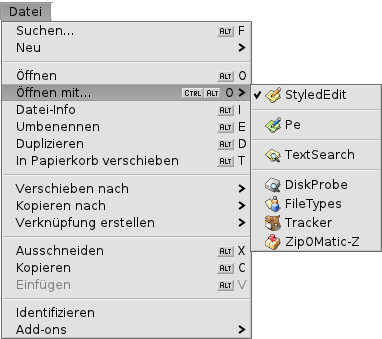 Datei
Suchen... ALT F
Neu
Öffnen ALT O
Öffnen mit... CTRL ALT O
Datei-Info ALT I
Umbenennen ALT E
Duplizieren ALT D
In Papierkorb verschieben ALT T
Verschieben nach
Kopieren nach
Verknüpfung erstellen
Ausschneiden ALT X
Kopieren ALT C
Einfügen ALT V
Identifizieren
Add-ons
StyledEdit
Pe
TextSearch
DiskProbe
FileTypes
Tracker
ZipOMatic-Z